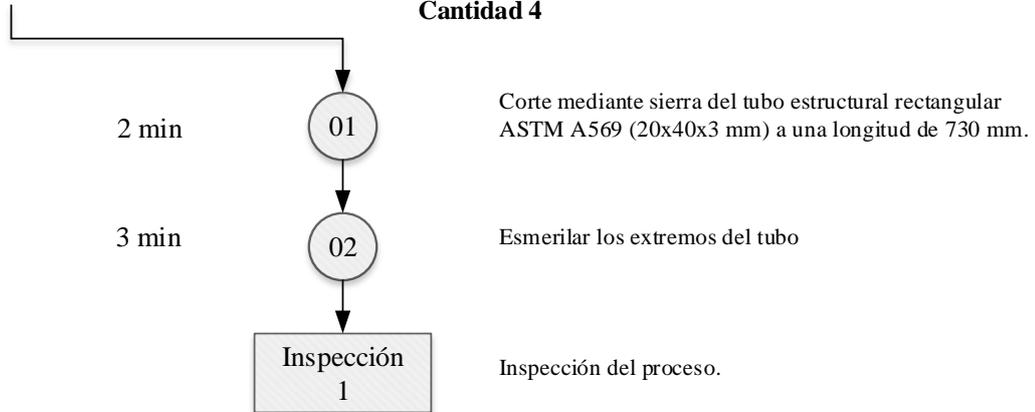 Cantidad 4
2 min
01
Corte mediante sierra del tubo estructural rectangular
ASTM A569 (20x40x3 mm) a una longitud de 730 mm.
3 min
02
Esmerilar los extremos del tubo
Inspección
1
Inspección del proceso.